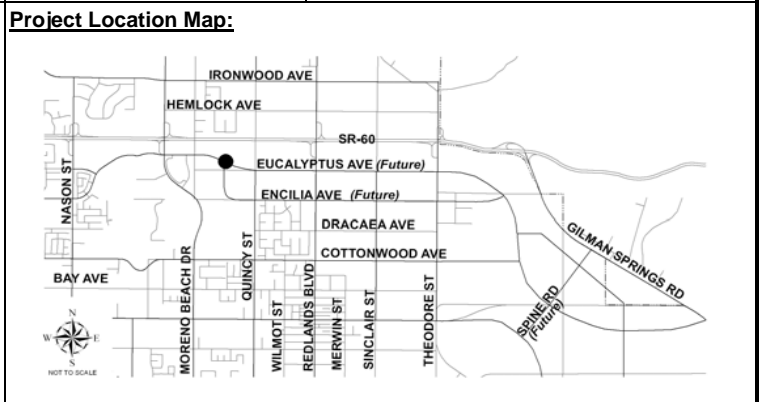 Project Location Map:
IRONWOOD AVE
HEMLOCK AVE
SR-60
EUCALYPTUS AVE (Future)
ENCILIA AVE (Future)
NASON ST
DRACAEA AVE
COTTONWOOD AVE
GILMAN SPRINGS RD
BAY AVE
MORENO BEACH DR
QUINCY ST
WILMOT ST
REDLANDS BLVD
MERWIN ST
SINCLAIR ST
THEODORE ST
SPINE RD
(Future)
N
W
E
S
NOT TO SCALE